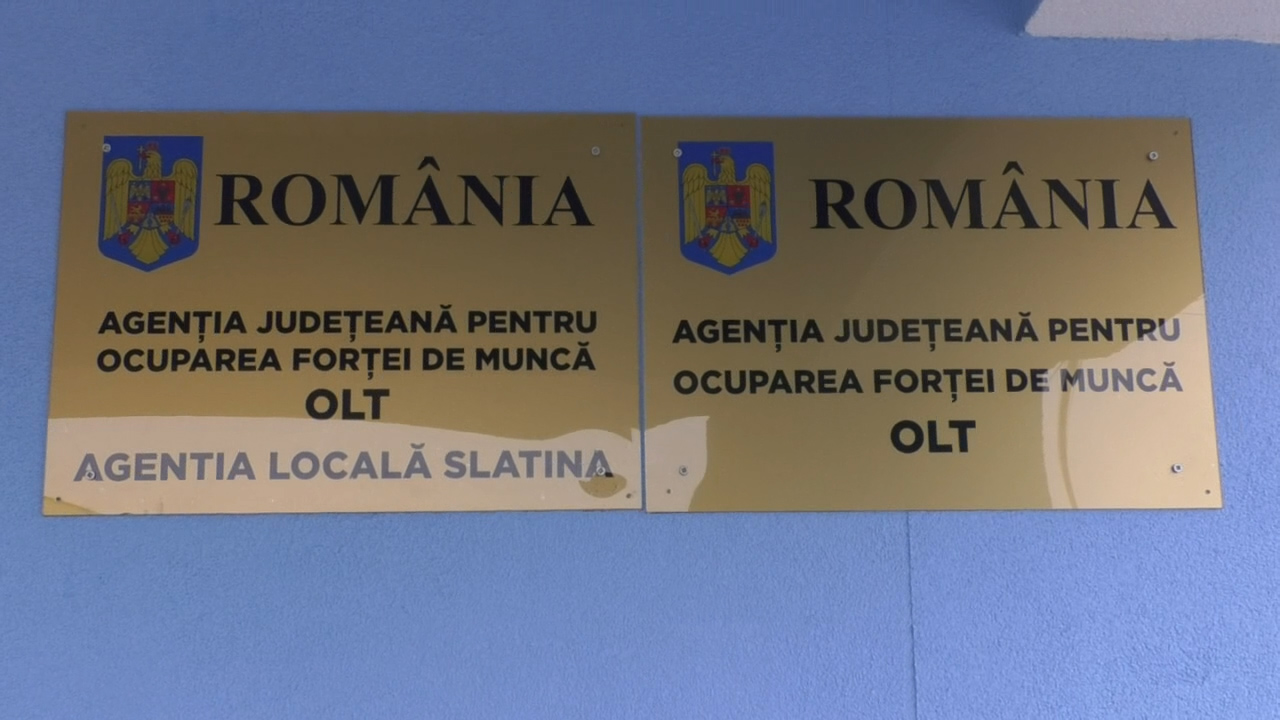 ROMÂNIA
AGENȚIA JUDEȚEANĂ PENTRU
OCUPAREA FORȚEI DE MUNCĂ
OLT
AGENTIA LOCALĂ SLATINA
ROMÂNIA
AGENȚIA JUDEȚEANĂ PENTRU
OCUPAREA FORȚEI DE MUNCĂ
OLT